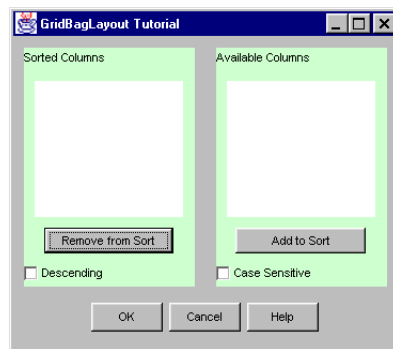 GridBagLayout Tutorial
Sorted Columns
Available Columns
Remove from Sort
Add to Sort
Descending
Case Sensitive
OK
Cancel
Help